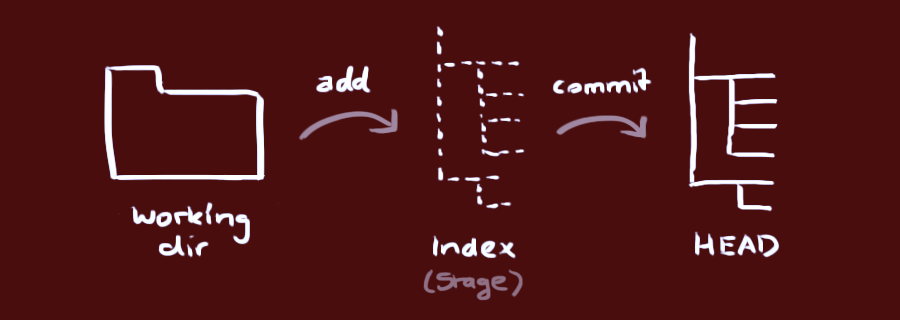 add
commit
working
dir
Index
(Stage)
HEAD